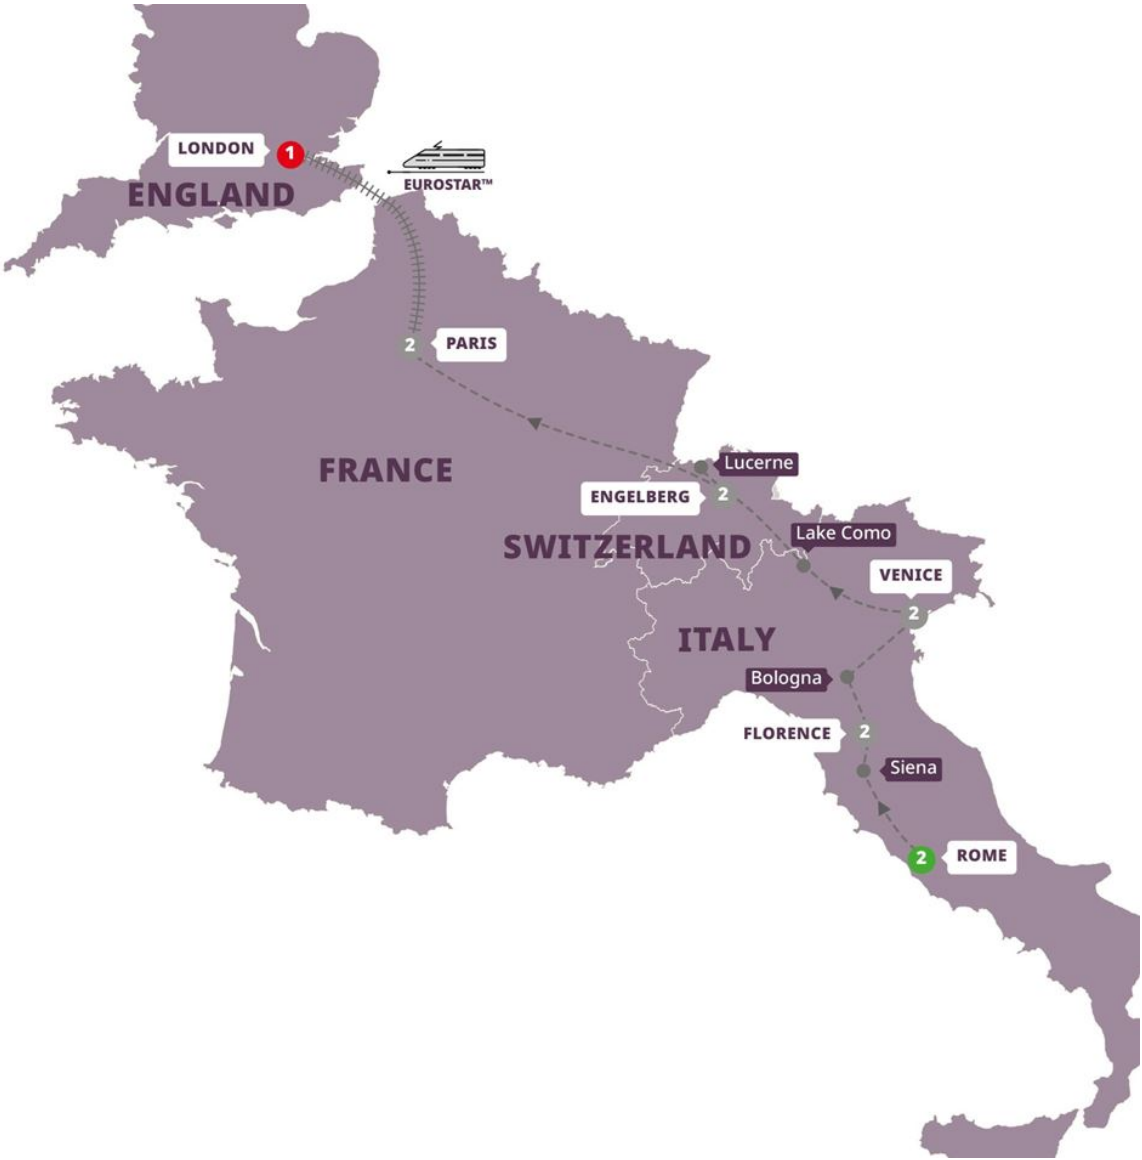 LONDON
1
ENGLAND
EUROSTAR™
2
PARIS
FRANCE
Lucerne
ENGELBERG
2
SWITZERLAND
Lake Como
VENICE
2
ITALY
Bologna
FLORENCE
2
Siena
2
ROME